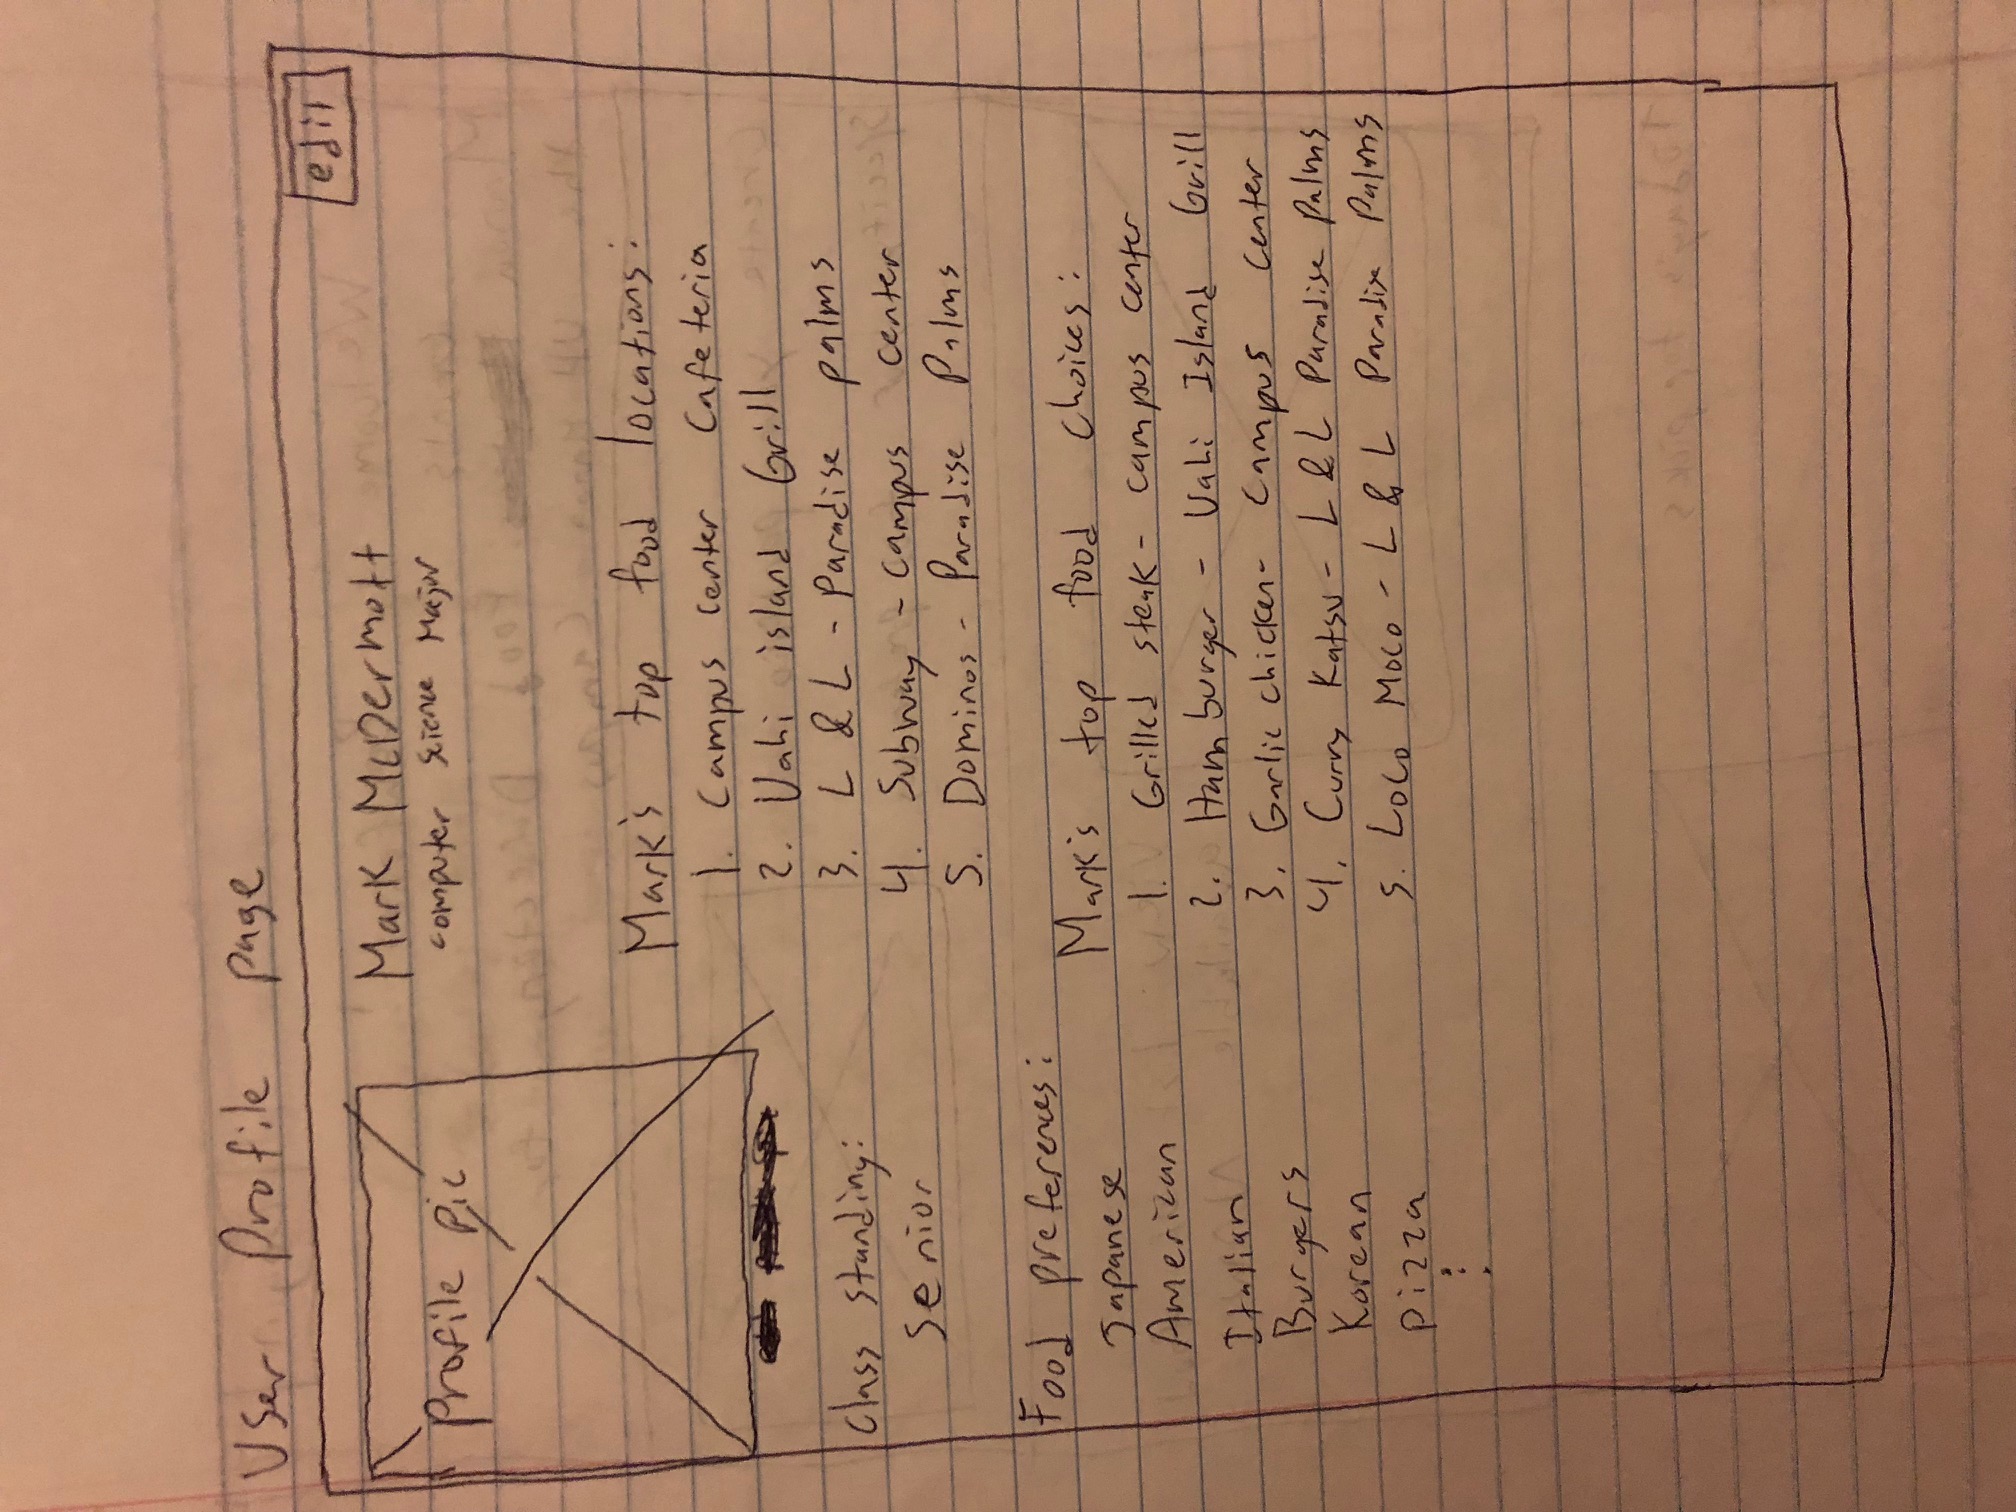 User Profile page
edit
Profile pic
Mark McDermott
computer science Major
Mark's top food locations:
1. Campus center Cafeteria
2. Uahi island Grill
3. L & L - Paradise palms
4. Subway - campus center
5. Dominos - Paradise Palms
Class standing:
Senior
Food preferences:
Japanese
American
Italian
Burgers
Korean
pizza
Mark's top food choices:
1. Grilled steak - campus center
2. Hamburger - Uahi Island Grill
3. Garlic chicken - campus center
4. Curry Katsu - L & L Paradise palms
5. Loco Moco - L & L Paradise Palms